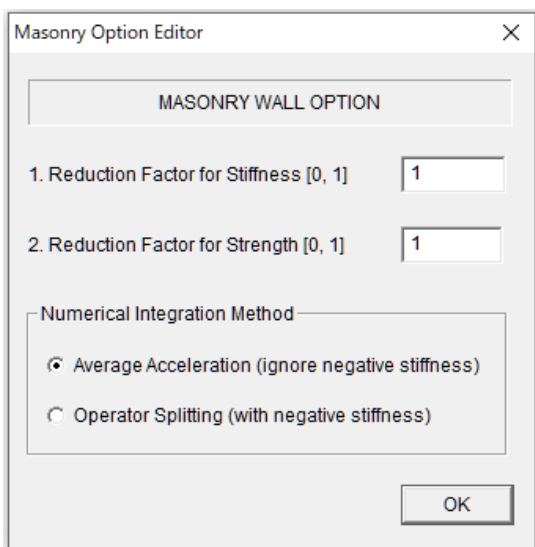 Masonry Option Editor
MASONRY WALL OPTION
1. Reduction Factor for Stiffness [0, 1]
1
2. Reduction Factor for Strength [0, 1]
1
Numerical Integration Method
Average Acceleration (ignore negative stiffness)
Operator Splitting (with negative stiffness)
OK